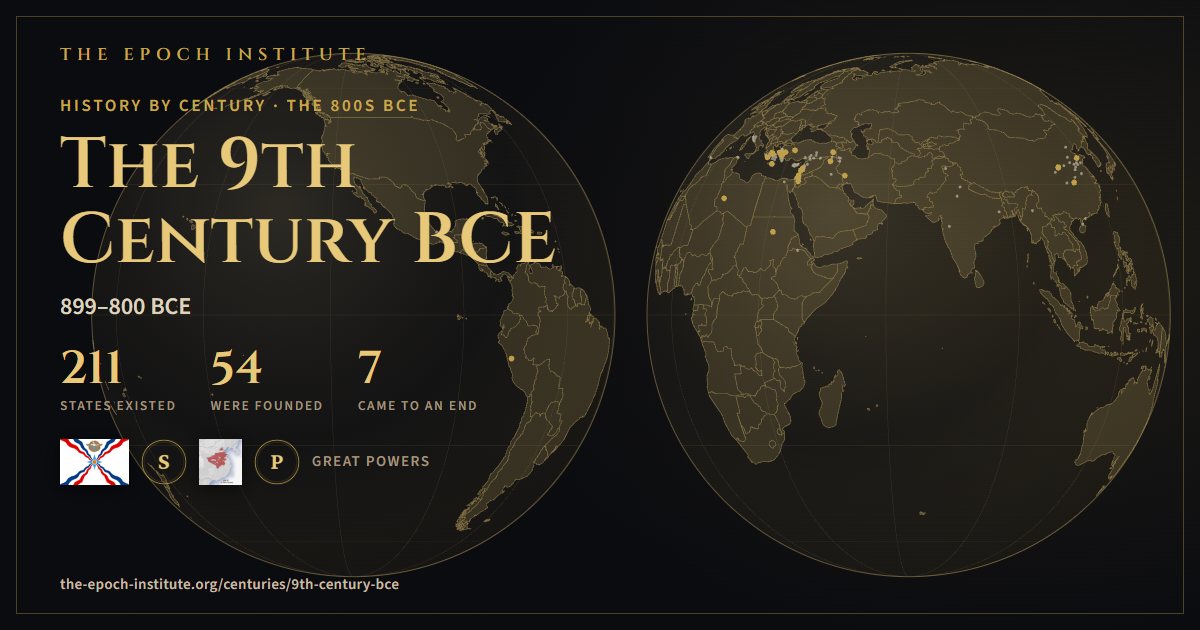 THE EPOCH INSTITUTE
HISTORY BY CENTURY · THE 800S BCE
THE 9TH
CENTURY BCE
899–800 BCE
211 54 7
STATES EXISTED WERE FOUNDED CAME TO AN END
S P GREAT POWERS
the-epoch-institute.org/centuries/9th-century-bce